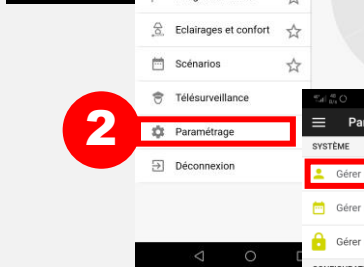 Eclairages et confort
Scénarios
Télésurveillance
2
Paramétrage
Déconnexion
SYSTÈME
Gérer
Gérer
Gérer